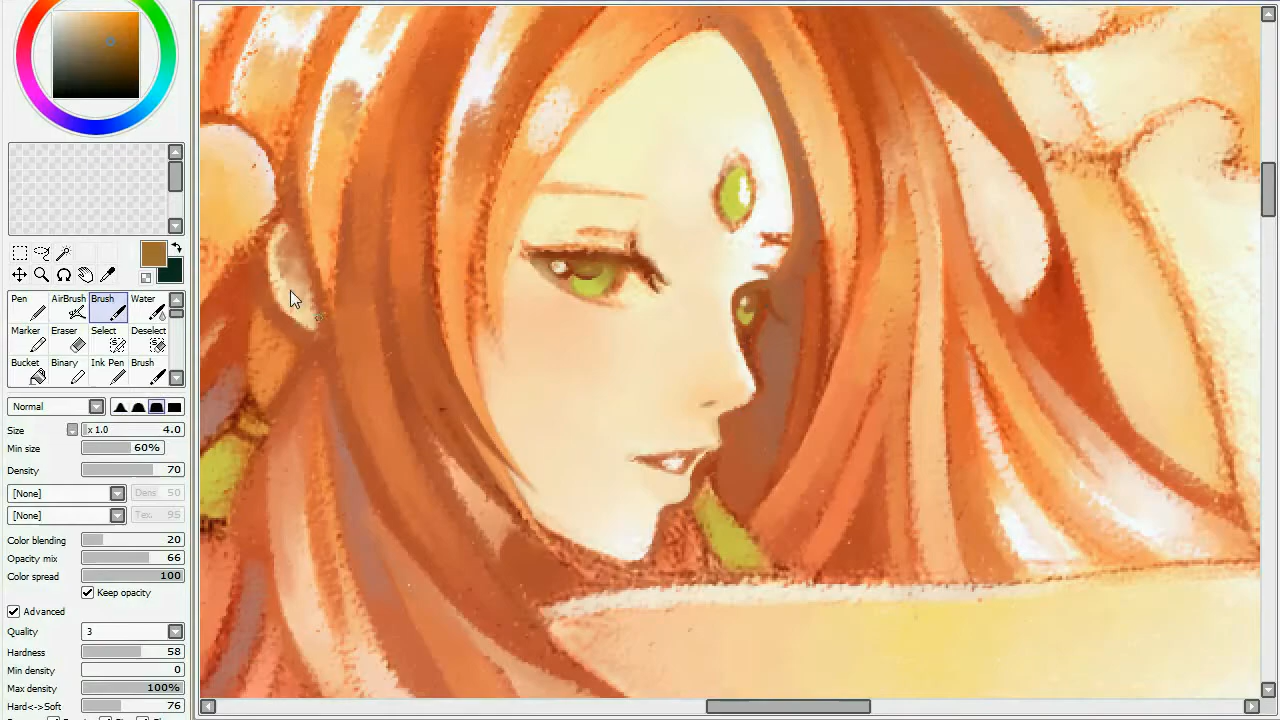 Pen AirBrush Brush Water
Marker Eraser Select Deselect
Bucket Binary Ink Pen Brush
Normal
Size x 1.0 4.0
Min size 60%
Density 70
[None] Dens 50
[None] Tex. 95
Color blending 20
Opacity mix 66
Color spread 100
Keep opacity
Advanced
Quality 3
Hardness 58
Min density 0
Max density 100%
Hard<->Soft 76